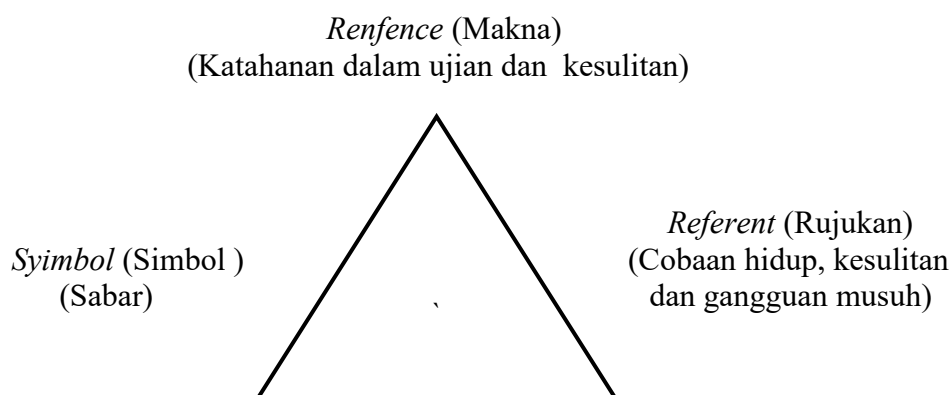 Renfence (Makna)
(Katahanan dalam ujian dan kesulitan)
Syimbol (Simbol )
(Sabar)
Referent (Rujukan)
(Cobaan hidup, kesulitan
dan gangguan musuh)